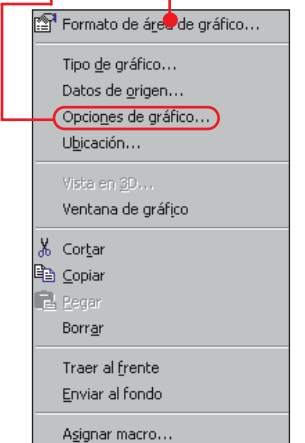 Formato de área de gráfico...
Tipo de gráfico...
Datos de origen...
Opciones de gráfico...
Ubicación...
Vista en 3D...
Ventana de gráfico
Cortar
Copiar
Pegar
Borrar
Traer al frente
Enviar al fondo
Asignar macro...